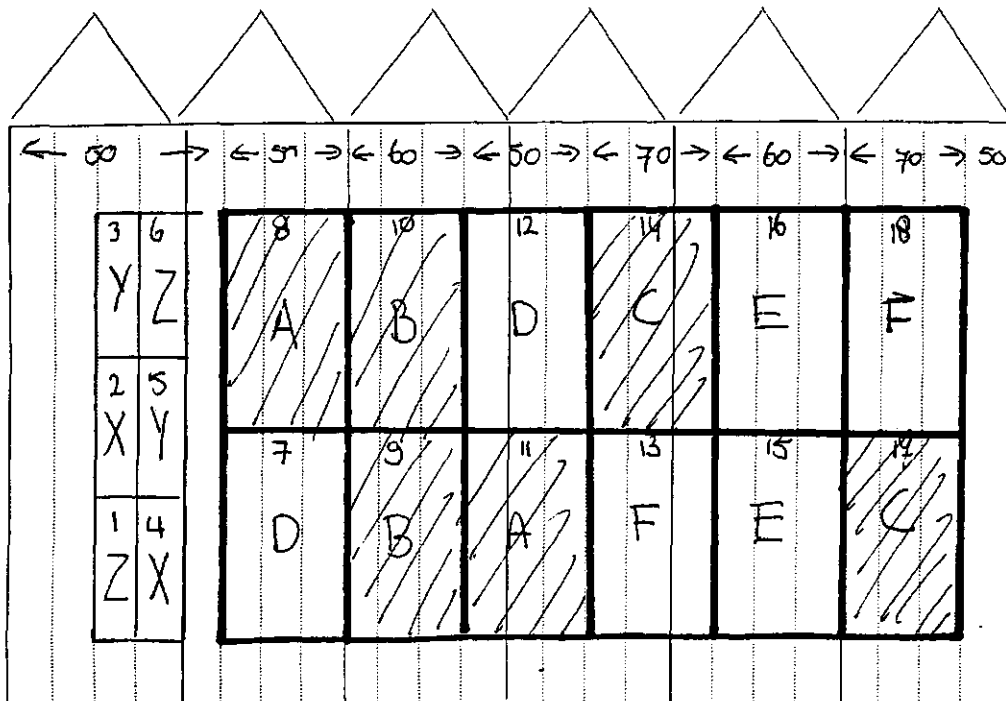 ← 50 → ← 50 → ← 60 → ← 50 → ← 70 → ← 60 → ← 70 → 50
3 6 8 10 12 14 16 18
Y Z A B D C E F
2 5
X Y
7 9 11 13 15 17
1 4
Z X D B A F E C